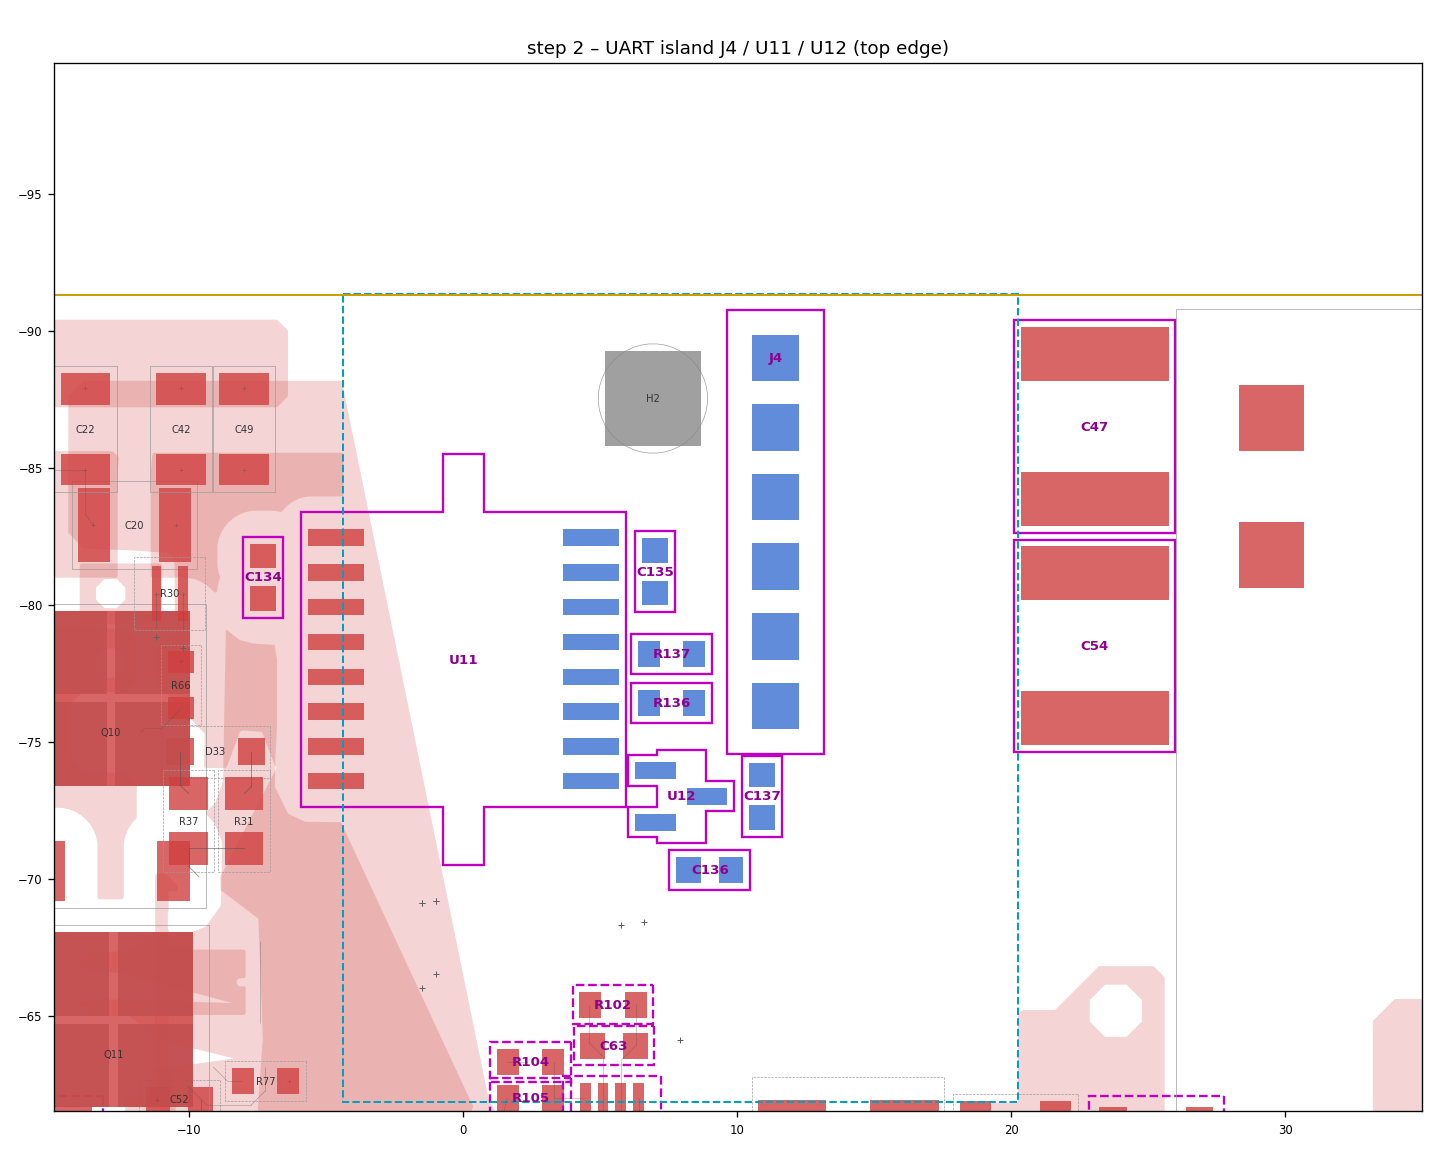 step 2 – UART island J4 / U11 / U12 (top edge)
−95
−90
H2
J4
C22
C42
C49
C47
−85
C20
C134
C135
−80
R30
R137
U11
C54
R66
R136
Q10
−75
D33
U12
C137
R37
R31
−70
C136
R102
−65
C63
Q11
R104
R77
C52
R105
−10
0
10
20
30